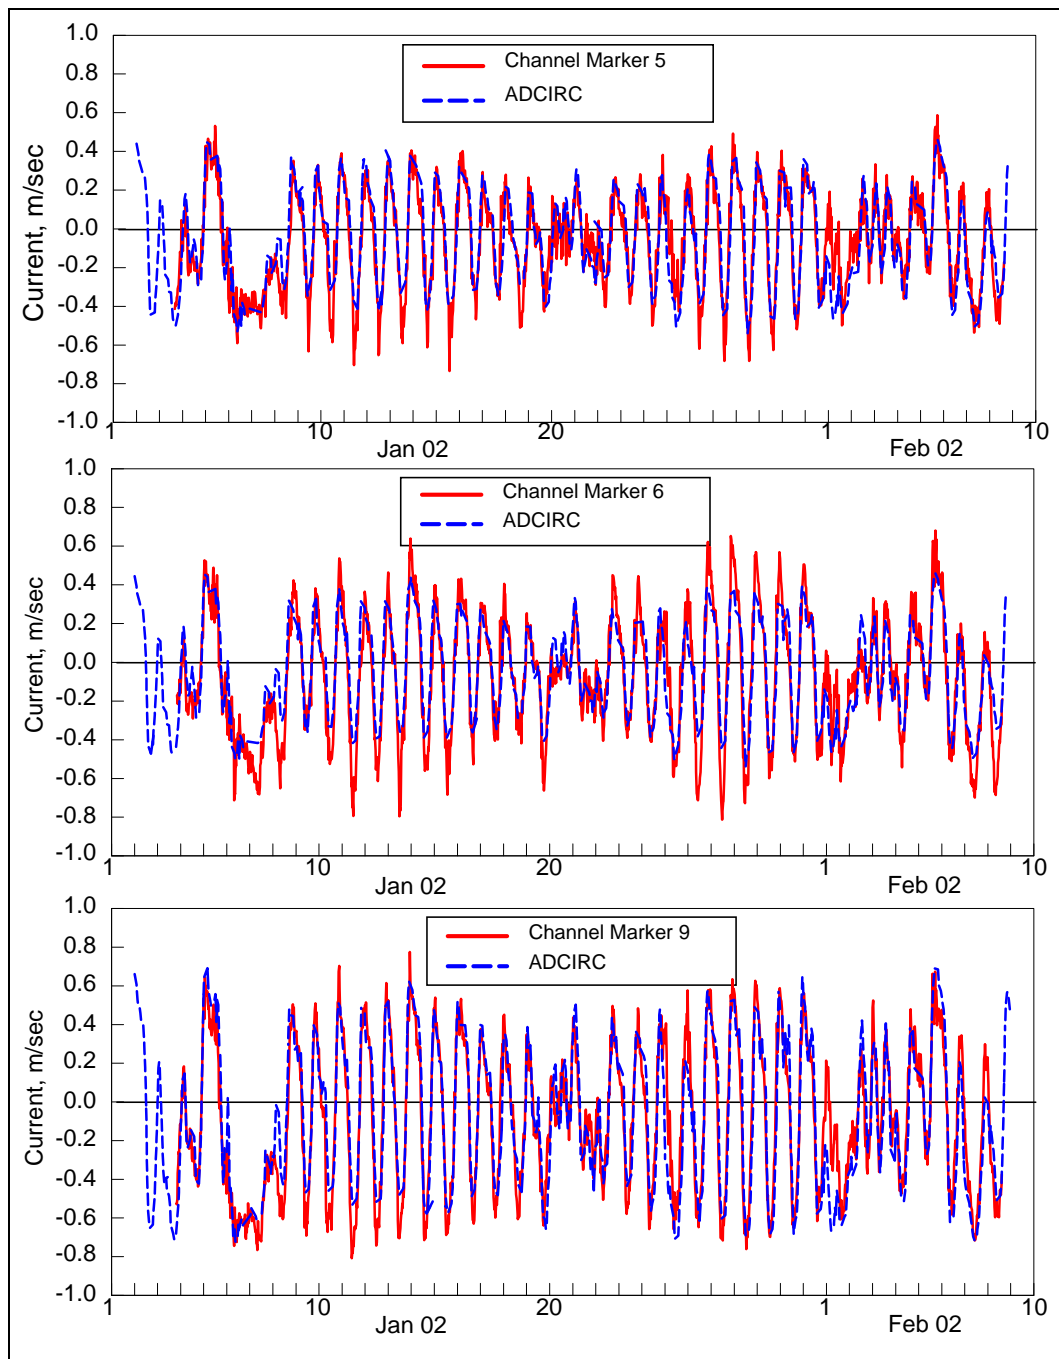 1.0
Channel Marker 5
0.8
ADCIRC
0.6
0.4
0.2
0.0
-0.2
-0.4
-0.6
-0.8
-1.0
Current, m/sec
1 10 20 1 10
Jan 02 Feb 02
1.0
Channel Marker 6
0.8
ADCIRC
0.6
0.4
0.2
0.0
-0.2
-0.4
-0.6
-0.8
-1.0
Current, m/sec
1 10 20 1 10
Jan 02 Feb 02
1.0
Channel Marker 9
0.8
ADCIRC
0.6
0.4
0.2
0.0
-0.2
-0.4
-0.6
-0.8
-1.0
Current, m/sec
1 10 20 1 10
Jan 02 Feb 02